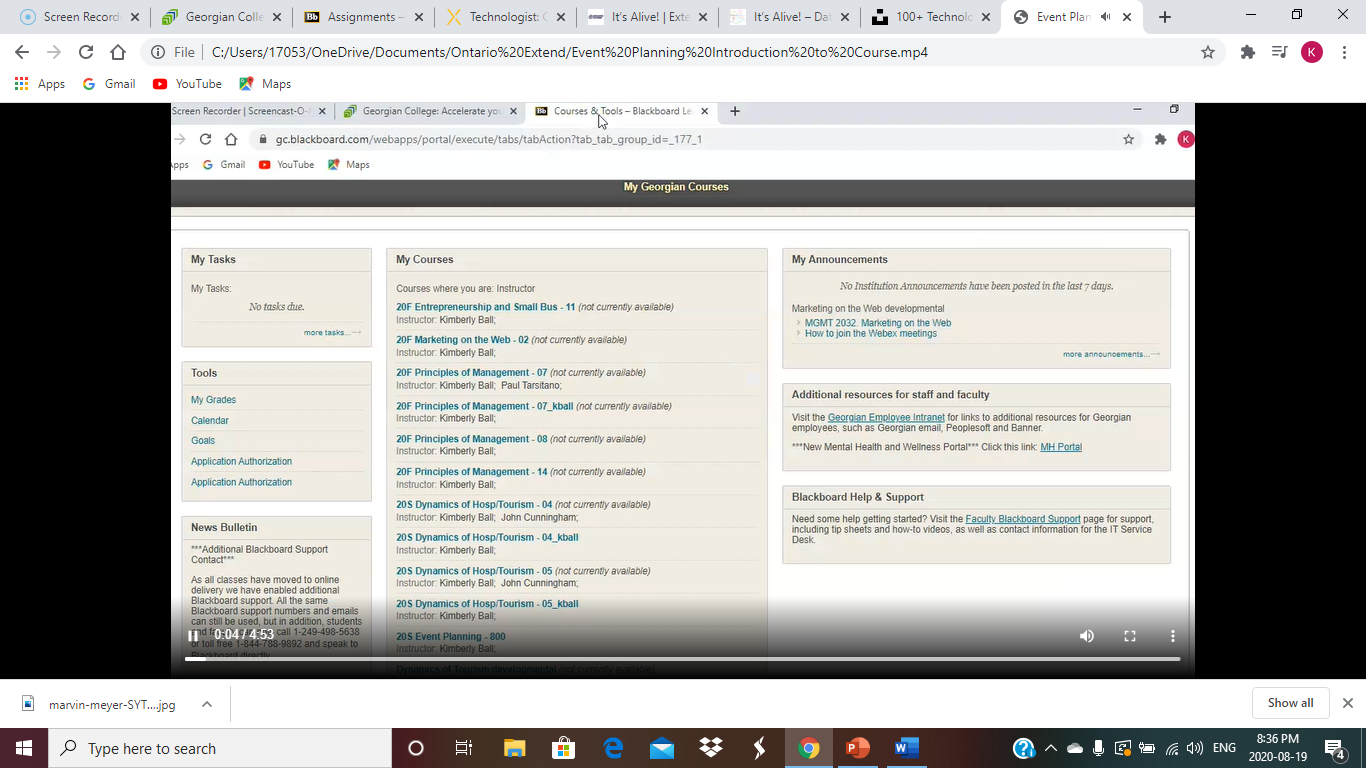 Screen Record
Georgian Colle
Assignments –
Technologist: C
It's Alive! | Exte
It's Alive! – Dat
100+ Technolo
Event Plan
File C:/Users/17053/OneDrive/Documents/Ontario%20Extend/Event%20Planning%20Introduction%20to%20Course.mp4
K
Apps Gmail YouTube Maps
Screen Recorder | Screencast-O-
Georgian College: Accelerate you
Bb Courses & Tools – Blackboard Le
gc.blackboard.com/webapps/portal/execute/tabs/tabAction?tab_tab_group_id=_177_1
K
pps Gmail YouTube Maps
My Georgian Courses
My Tasks
My Tasks:
No tasks due.
more tasks...
Tools
My Grades
Calendar
Goals
Application Authorization
Application Authorization
News Bulletin
***Additional Blackboard Support
Contact***
As all classes have moved to online
delivery we have enabled additional
Blackboard support. All the same
Blackboard support numbers and emails
can still be used, but in addition, students
call 1-249-498-5638
or toll free 1-844-788-9892 and speak to
Blackboard directly
My Courses
Courses where you are: Instructor
20F Entrepreneurship and Small Bus - 11 (not currently available)
Instructor: Kimberly Ball;
20F Marketing on the Web - 02 (not currently available)
Instructor: Kimberly Ball;
20F Principles of Management - 07 (not currently available)
Instructor: Kimberly Ball; Paul Tarsitano;
20F Principles of Management - 07_kball (not currently available)
Instructor: Kimberly Ball;
20F Principles of Management - 08 (not currently available)
Instructor: Kimberly Ball;
20F Principles of Management - 14 (not currently available)
Instructor: Kimberly Ball;
20S Dynamics of Hosp/Tourism - 04 (not currently available)
Instructor: Kimberly Ball; John Cunningham;
20S Dynamics of Hosp/Tourism - 04_kball
Instructor: Kimberly Ball;
20S Dynamics of Hosp/Tourism - 05 (not currently available)
Instructor: Kimberly Ball; John Cunningham;
20S Dynamics of Hosp/Tourism - 05_kball
Instructor: Kimberly Ball;
20S Event Planning - 800
Instructor: Kimberly Ball;
Dynamics of Tourism developmental (not currently available)
My Announcements
No Institution Announcements have been posted in the last 7 days.
Marketing on the Web developmental
MGMT 2032. Marketing on the Web
How to join the Webex meetings
more announcements...
Additional resources for staff and faculty
Visit the Georgian Employee Intranet for links to additional resources for Georgian
employees, such as Georgian email, Peoplesoft and Banner.
***New Mental Health and Wellness Portal*** Click this link: MH Portal
Blackboard Help & Support
Need some help getting started? Visit the Faculty Blackboard Support page for support,
including tip sheets and how-to videos, as well as contact information for the IT Service
Desk.
0:04 / 4:53
marvin-meyer-SYT....jpg
Show all
Type here to search
ENG
8:36 PM
2020-08-19
4